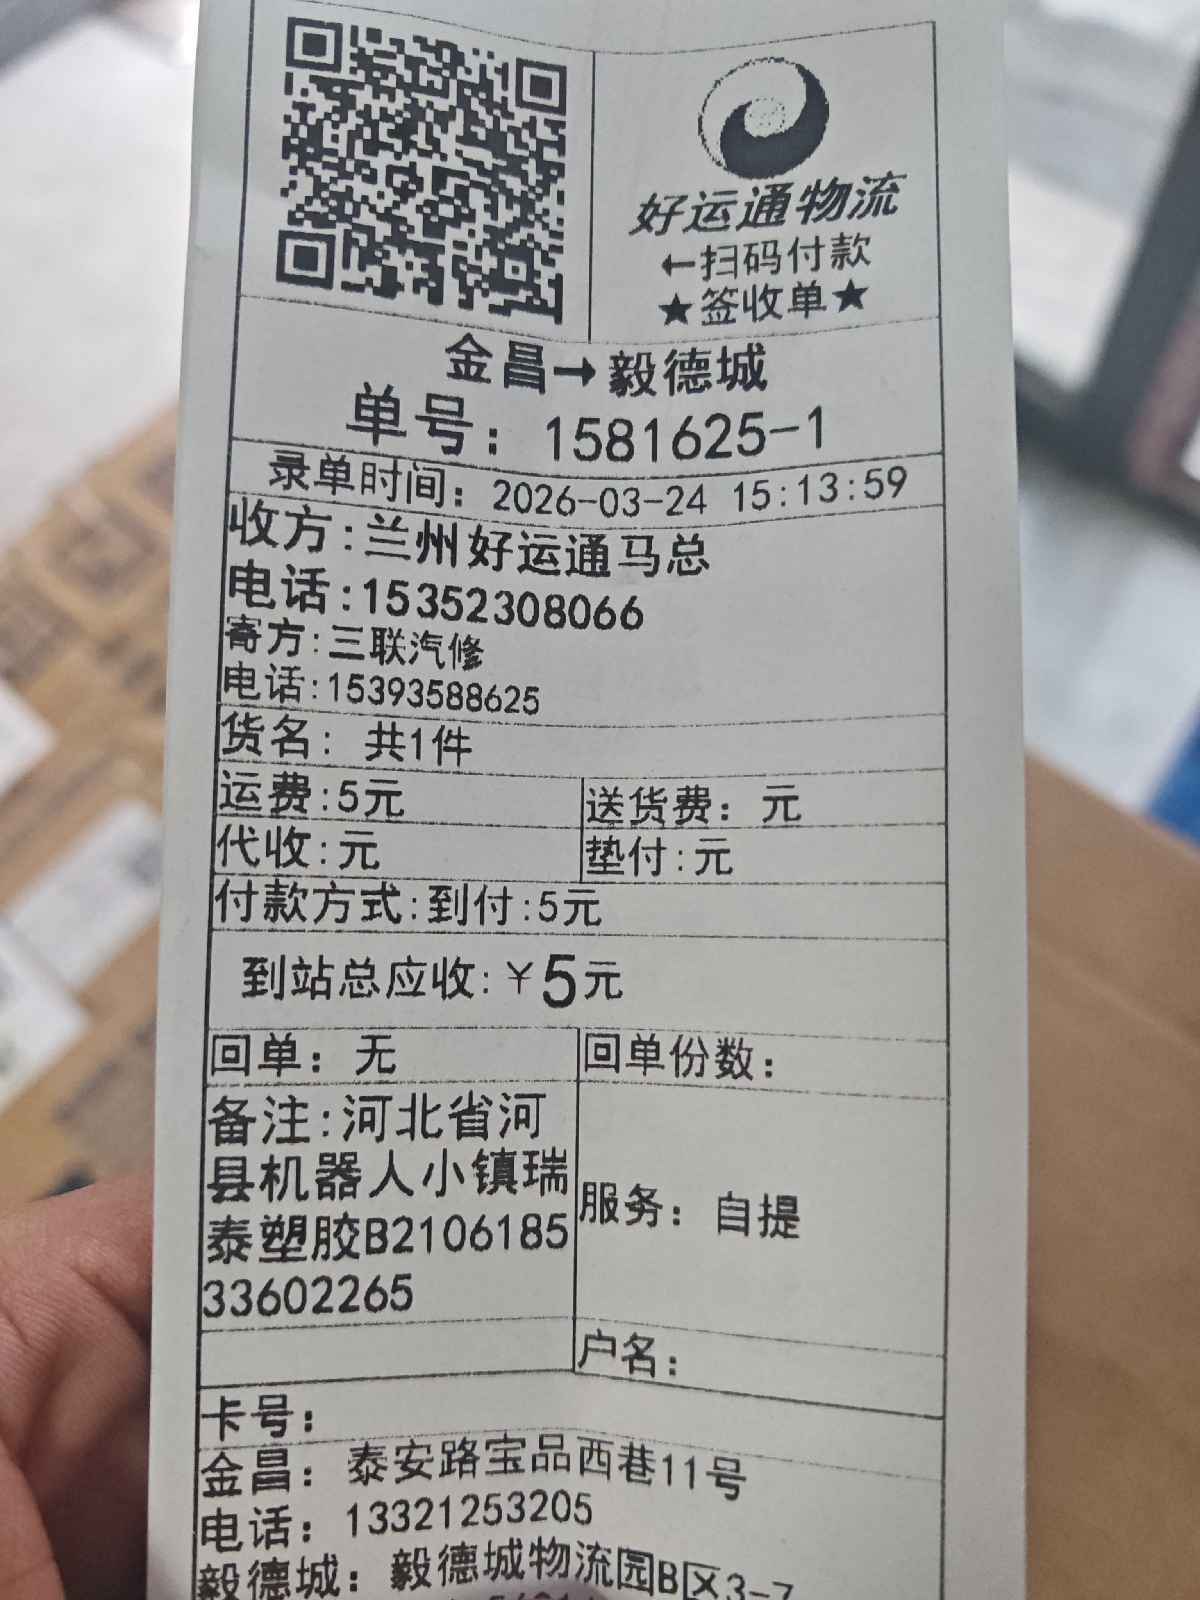 好运通物流
←扫码付款
★签收单★
金昌→毅德城
单号：1581625-1
录单时间：2026-03-24 15:13:59
收方:兰州好运通马总
电话:15352308066
寄方:三联汽修
电话:15393588625
货名：共1件
运费:5元 送货费：元
代收:元 垫付:元
付款方式:到付:5元
到站总应收:￥5元
回单：无 回单份数：
备注:河北省河
县机器人小镇瑞
泰塑胶B2106185
33602265
服务：自提
户名：
卡号：
金昌：泰安路宝品西巷11号
电话：13321253205
毅德城：毅德城物流园B区3-7